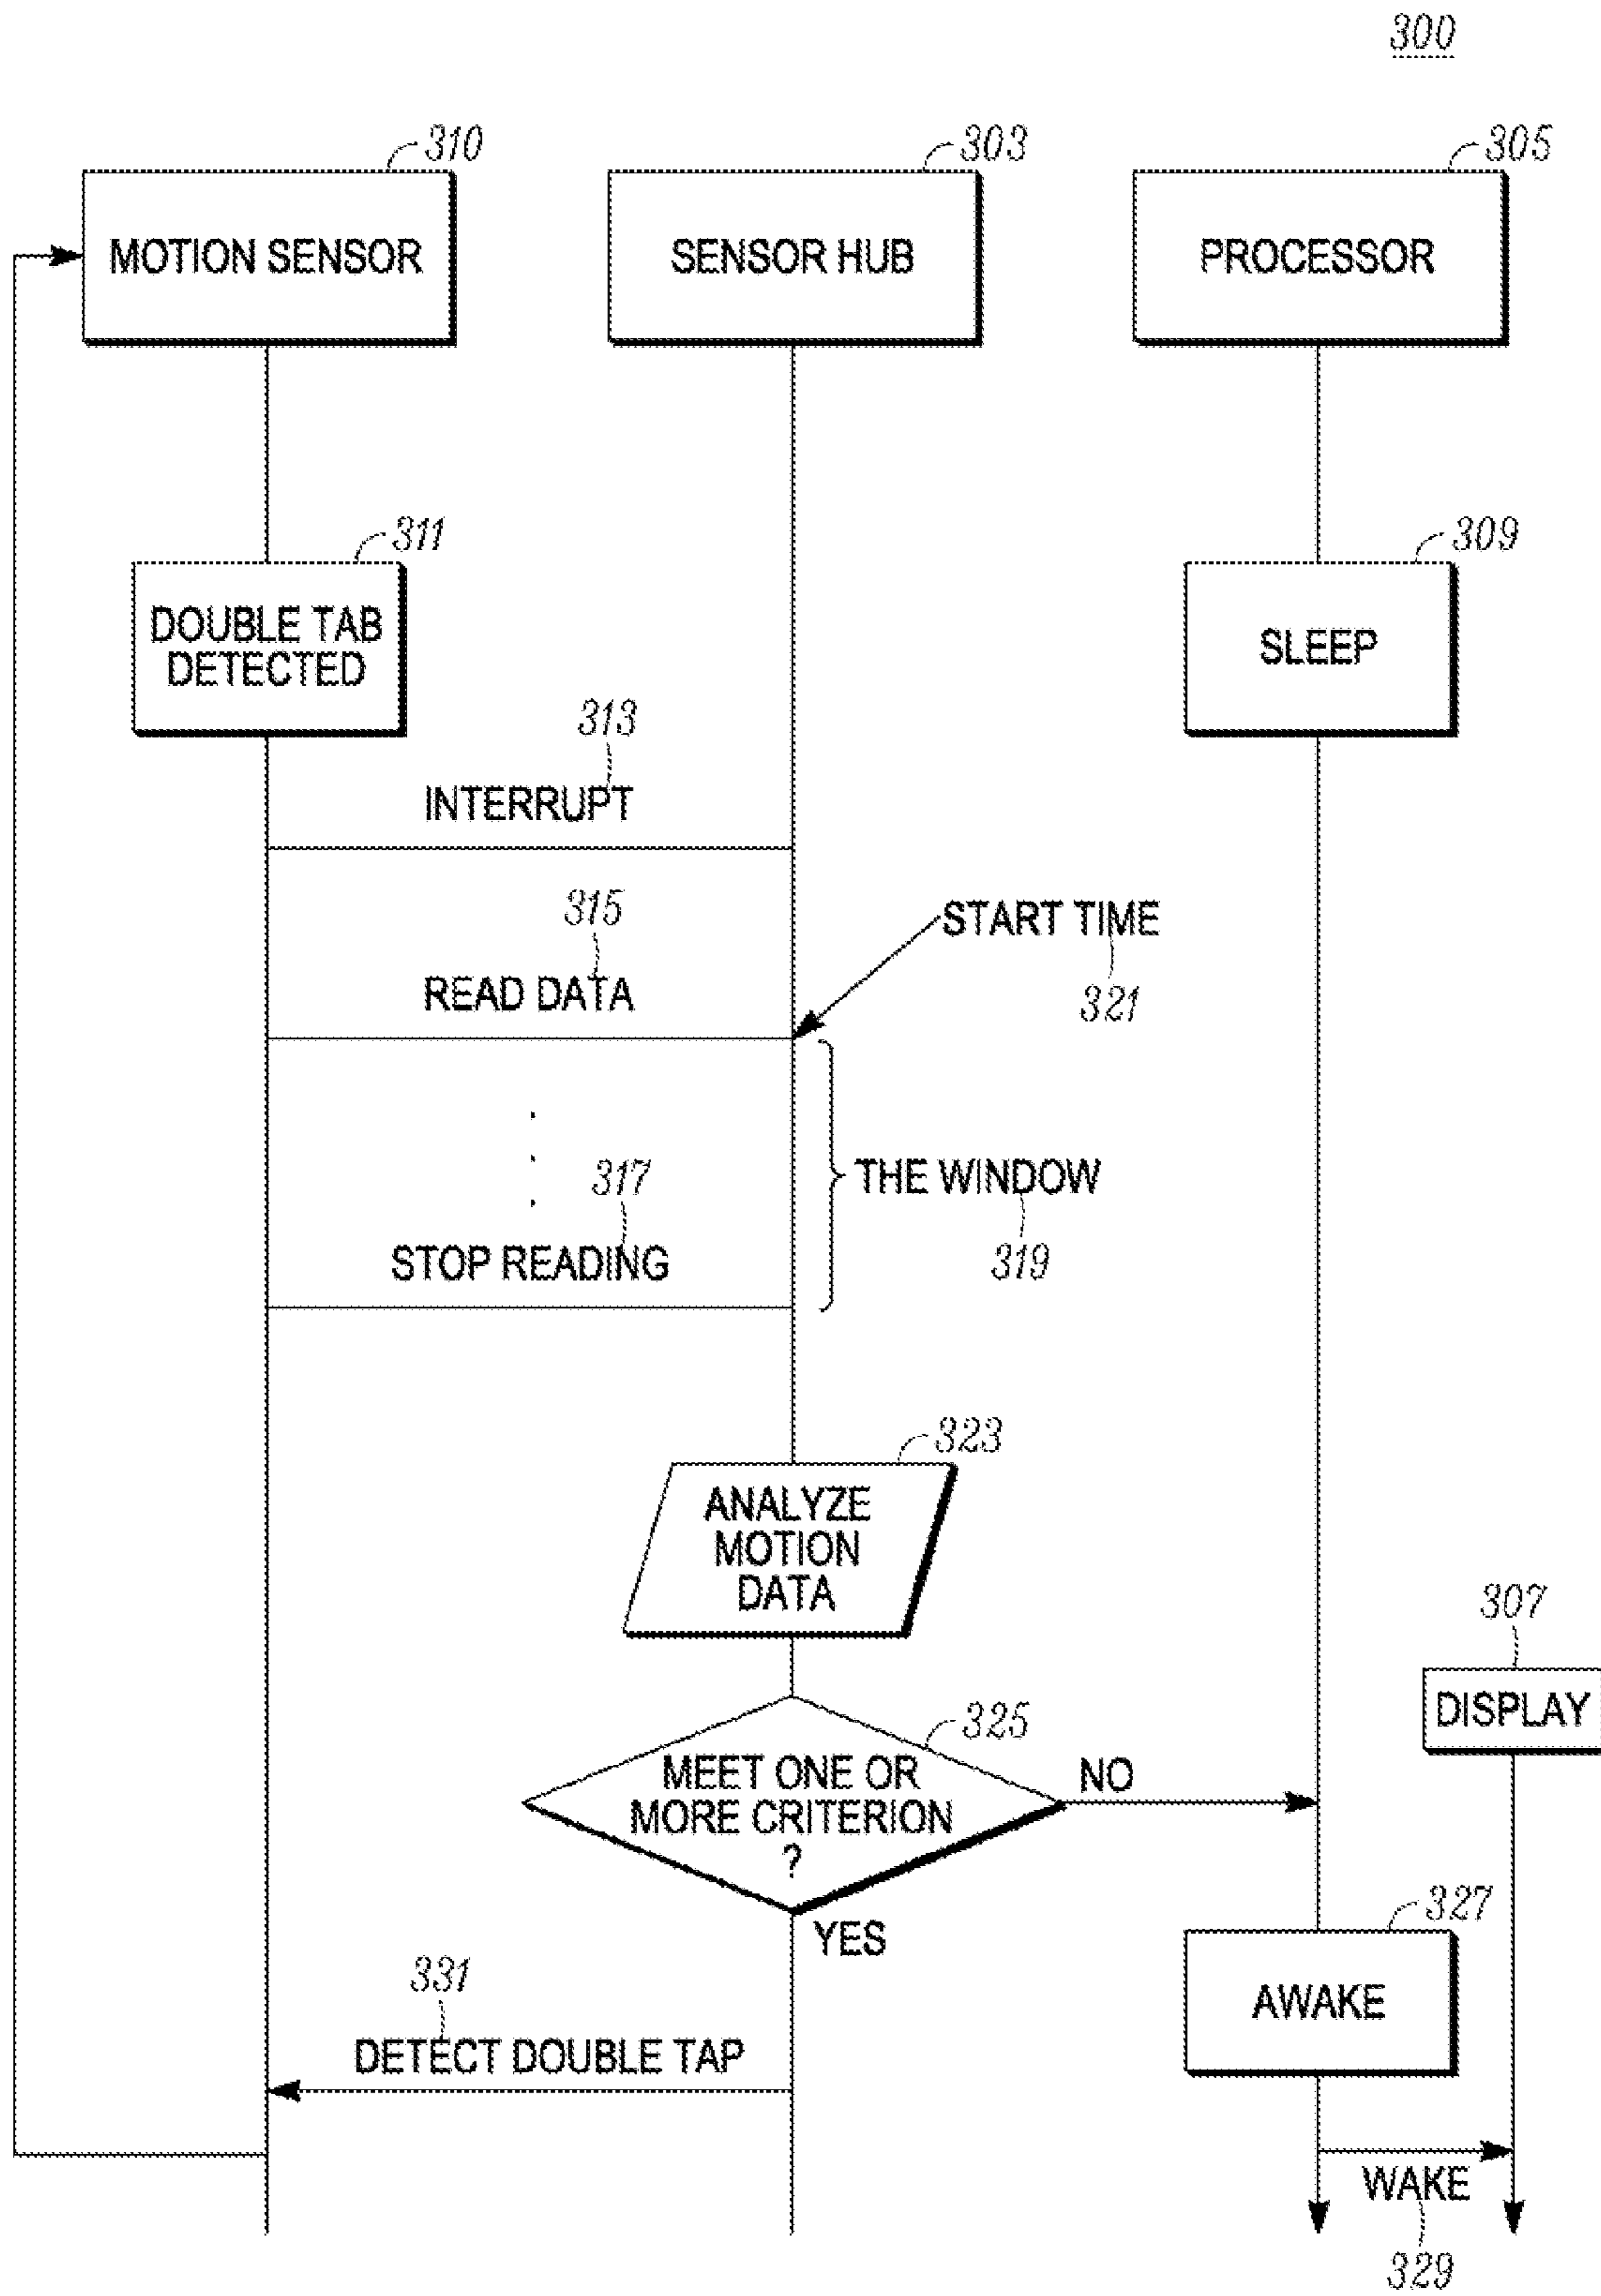 300
310
303
305
MOTION SENSOR
SENSOR HUB
PROCESSOR
311
309
DOUBLE TAB
DETECTED
SLEEP
313
INTERRUPT
315
START TIME
READ DATA
321
317
THE WINDOW
STOP READING
319
323
ANALYZE
MOTION
DATA
307
DISPLAY
325
MEET ONE OR
MORE CRITERION
?
NO
YES
327
AWAKE
331
DETECT DOUBLE TAP
WAKE
329